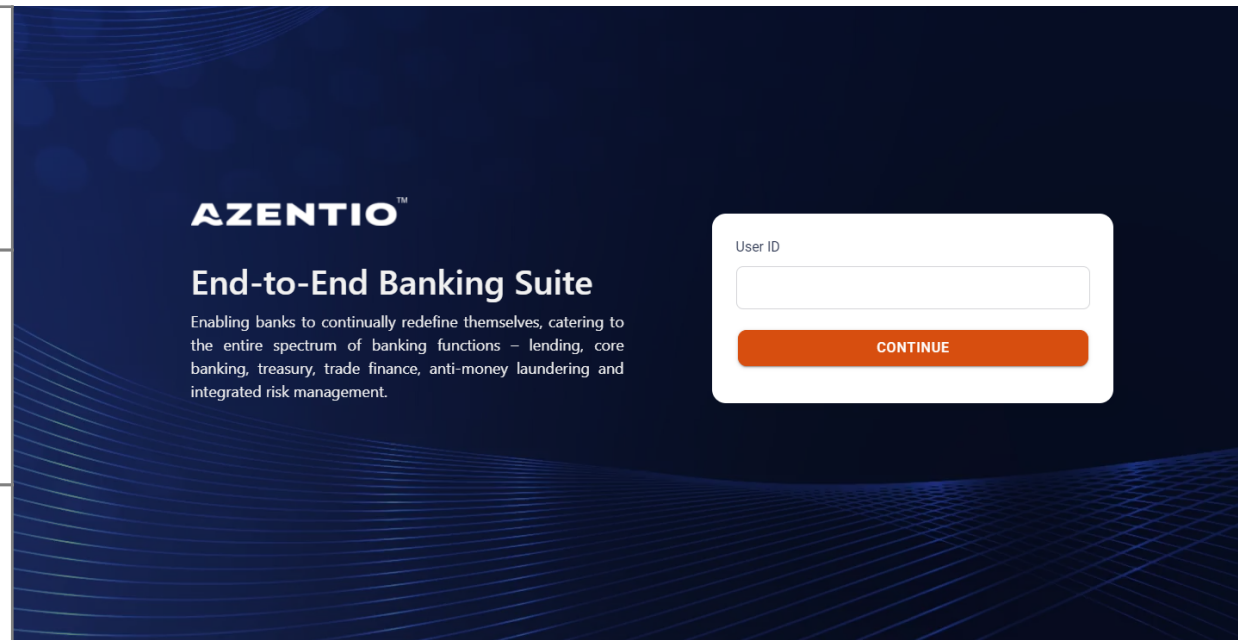 AZENTIO™
End-to-End Banking Suite
Enabling banks to continually redefine themselves, catering to
the entire spectrum of banking functions – lending, core
banking, treasury, trade finance, anti-money laundering and
integrated risk management.
User ID
CONTINUE